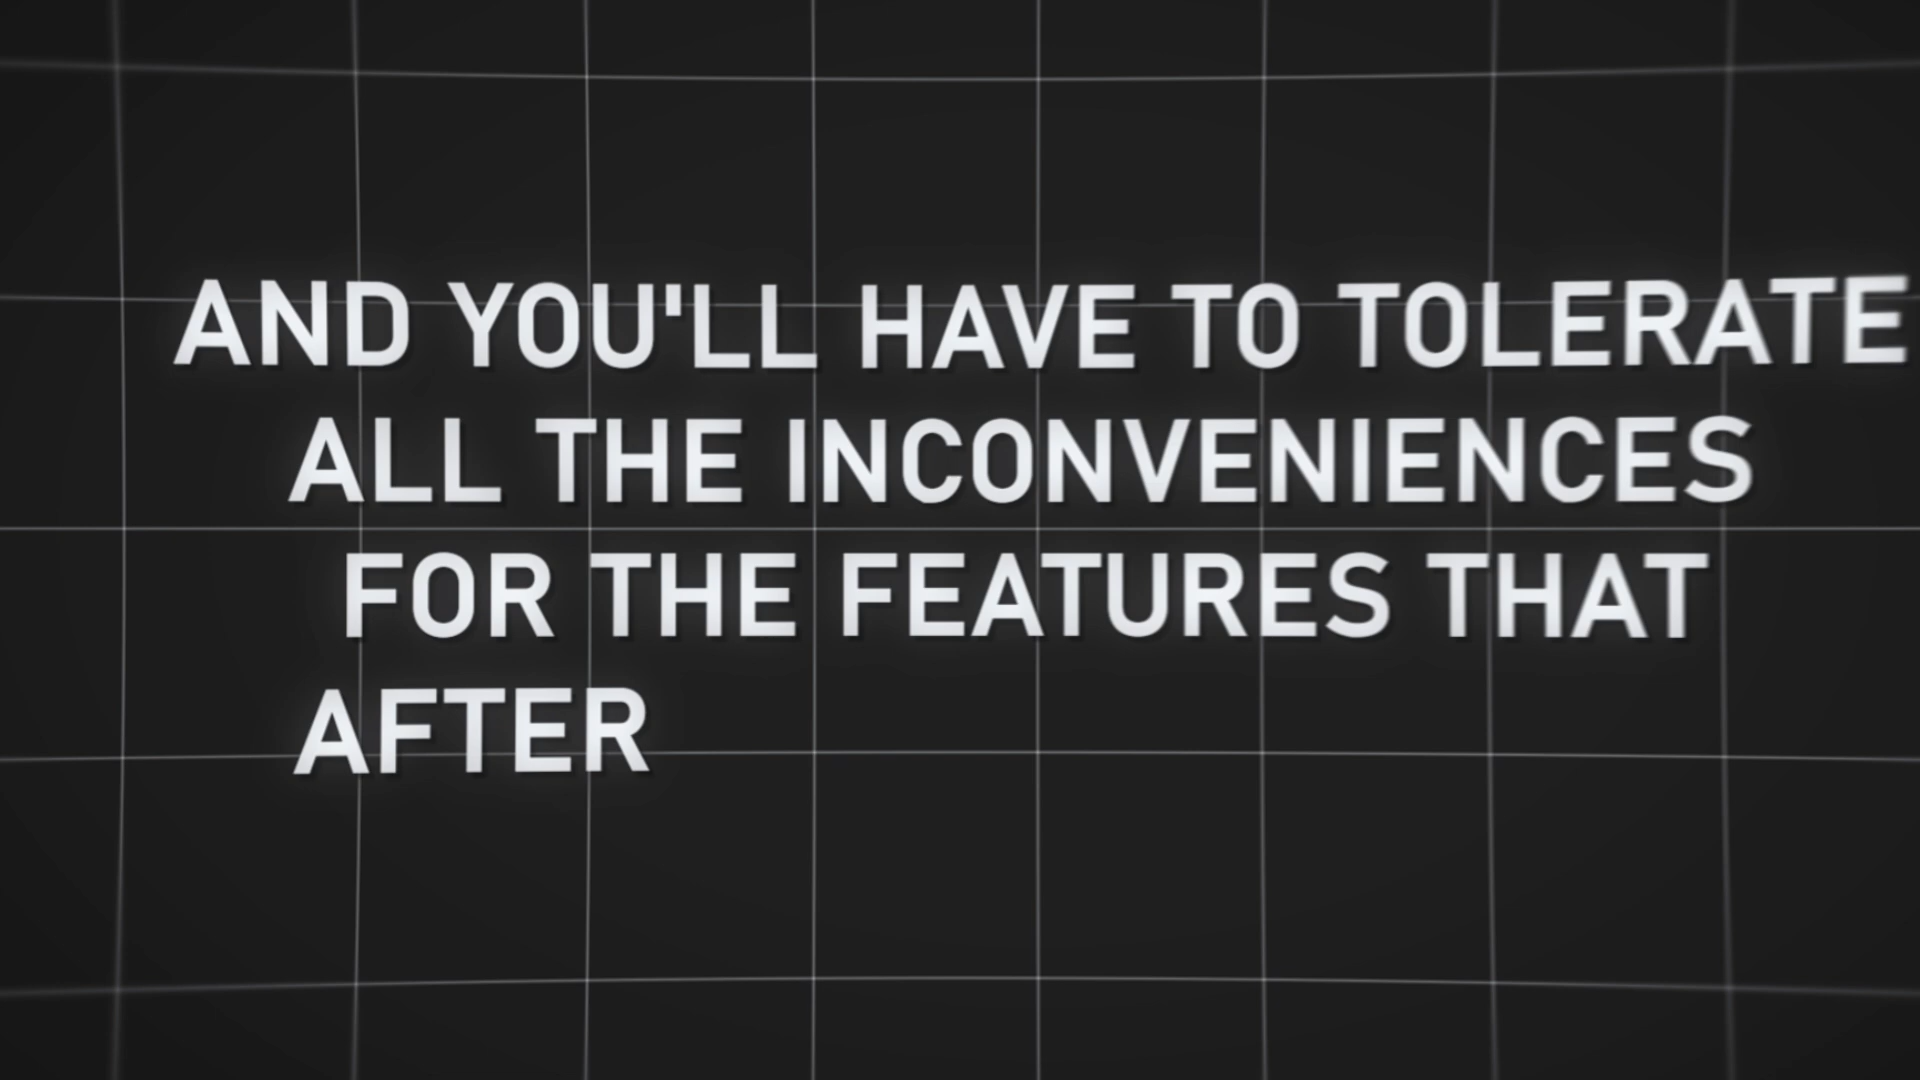 AND YOU'LL HAVE TO TOLERATE
ALL THE INCONVENIENCES
FOR THE FEATURES THAT
AFTER